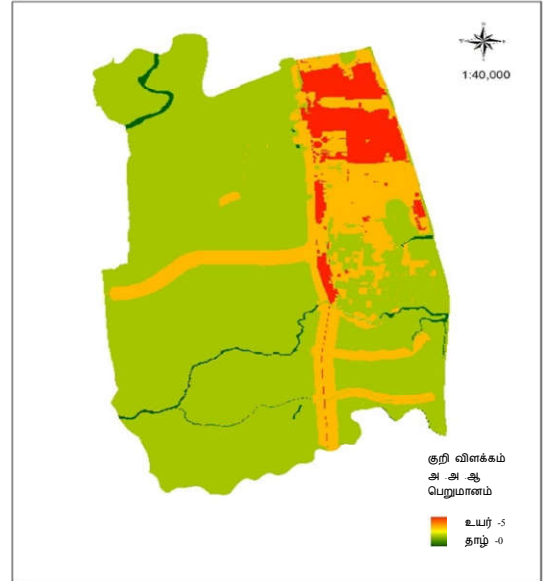 1:40,000
குறி விளக்கம்
அ .அ .ஆ
பெறுமானம்
உயர் -5
தாழ் -0